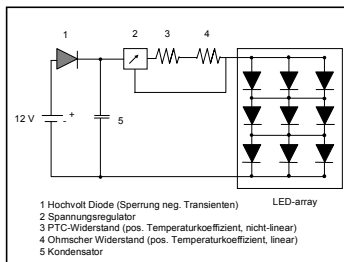 1
2
3
4
12 V
+
-
5
LED-array
1 Hochvolt Diode (Sperrung neg. Transienten)
2 Spannungsregulator
3 PTC-Widerstand (pos. Temperaturkoeffizient, nicht-linear)
4 Ohmscher Widerstand (pos. Temperaturkoeffizient, linear)
5 Kondensator